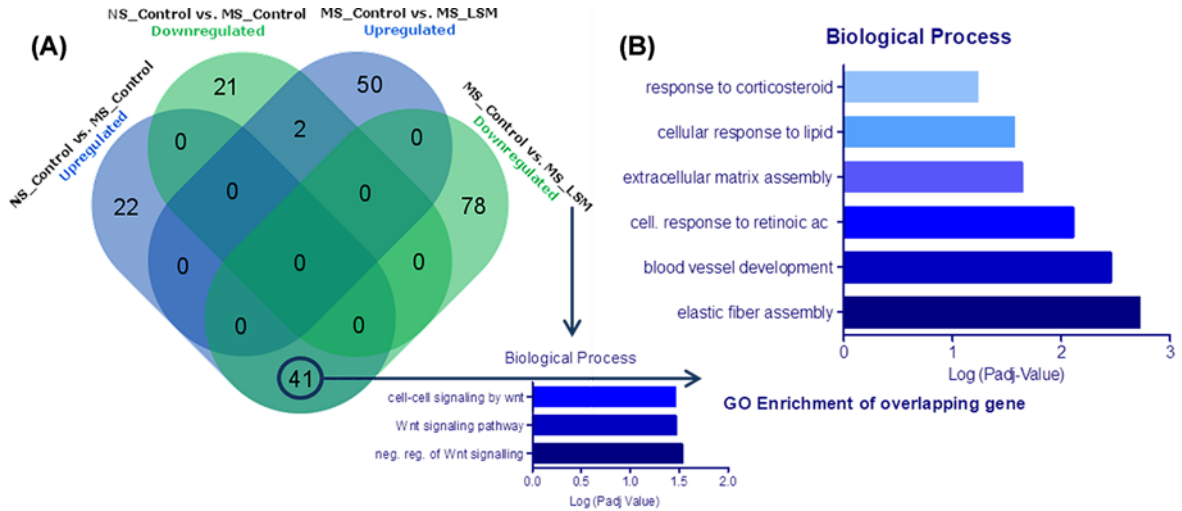 (A)
NS_Control vs. MS_Control
Downregulated
MS_Control vs. MS_LSM
Upregulated
NS_Control vs. MS_Control
Upregulated
MS_Control vs. MS_LSM
Downregulated
21
50
0
2
0
22
0
0
78
0
0
0
0
0
41
Biological Process
cell-cell signaling by wnt
Wnt signaling pathway
neg. reg. of Wnt signalling
0.0 0.5 1.0 1.5 2.0
Log (Padj Value)
(B)
Biological Process
response to corticosteroid
cellular response to lipid
extracellular matrix assembly
cell. response to retinoic ac
blood vessel development
elastic fiber assembly
0 1 2 3
Log (Padj-Value)
GO Enrichment of overlapping gene